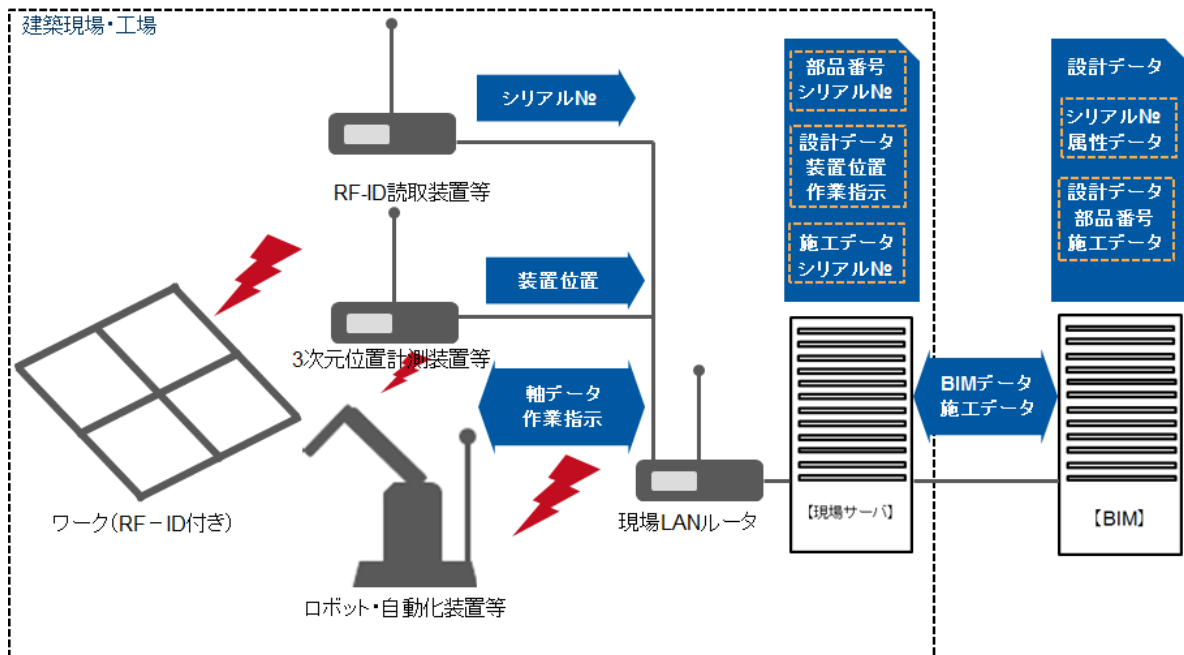 建築現場・工場
シリアル№
RF-ID読取装置等
装置位置
3次元位置計測装置等
軸データ
作業指示
ワーク(RF－ID付き)
ロボット・自動化装置等
現場LANルータ
部品番号
シリアル№
設計データ
装置位置
作業指示
施工データ
シリアル№
【現場サーバ】
BIMデータ
施工データ
設計データ
シリアル№
属性データ
設計データ
部品番号
施工データ
【BIM】